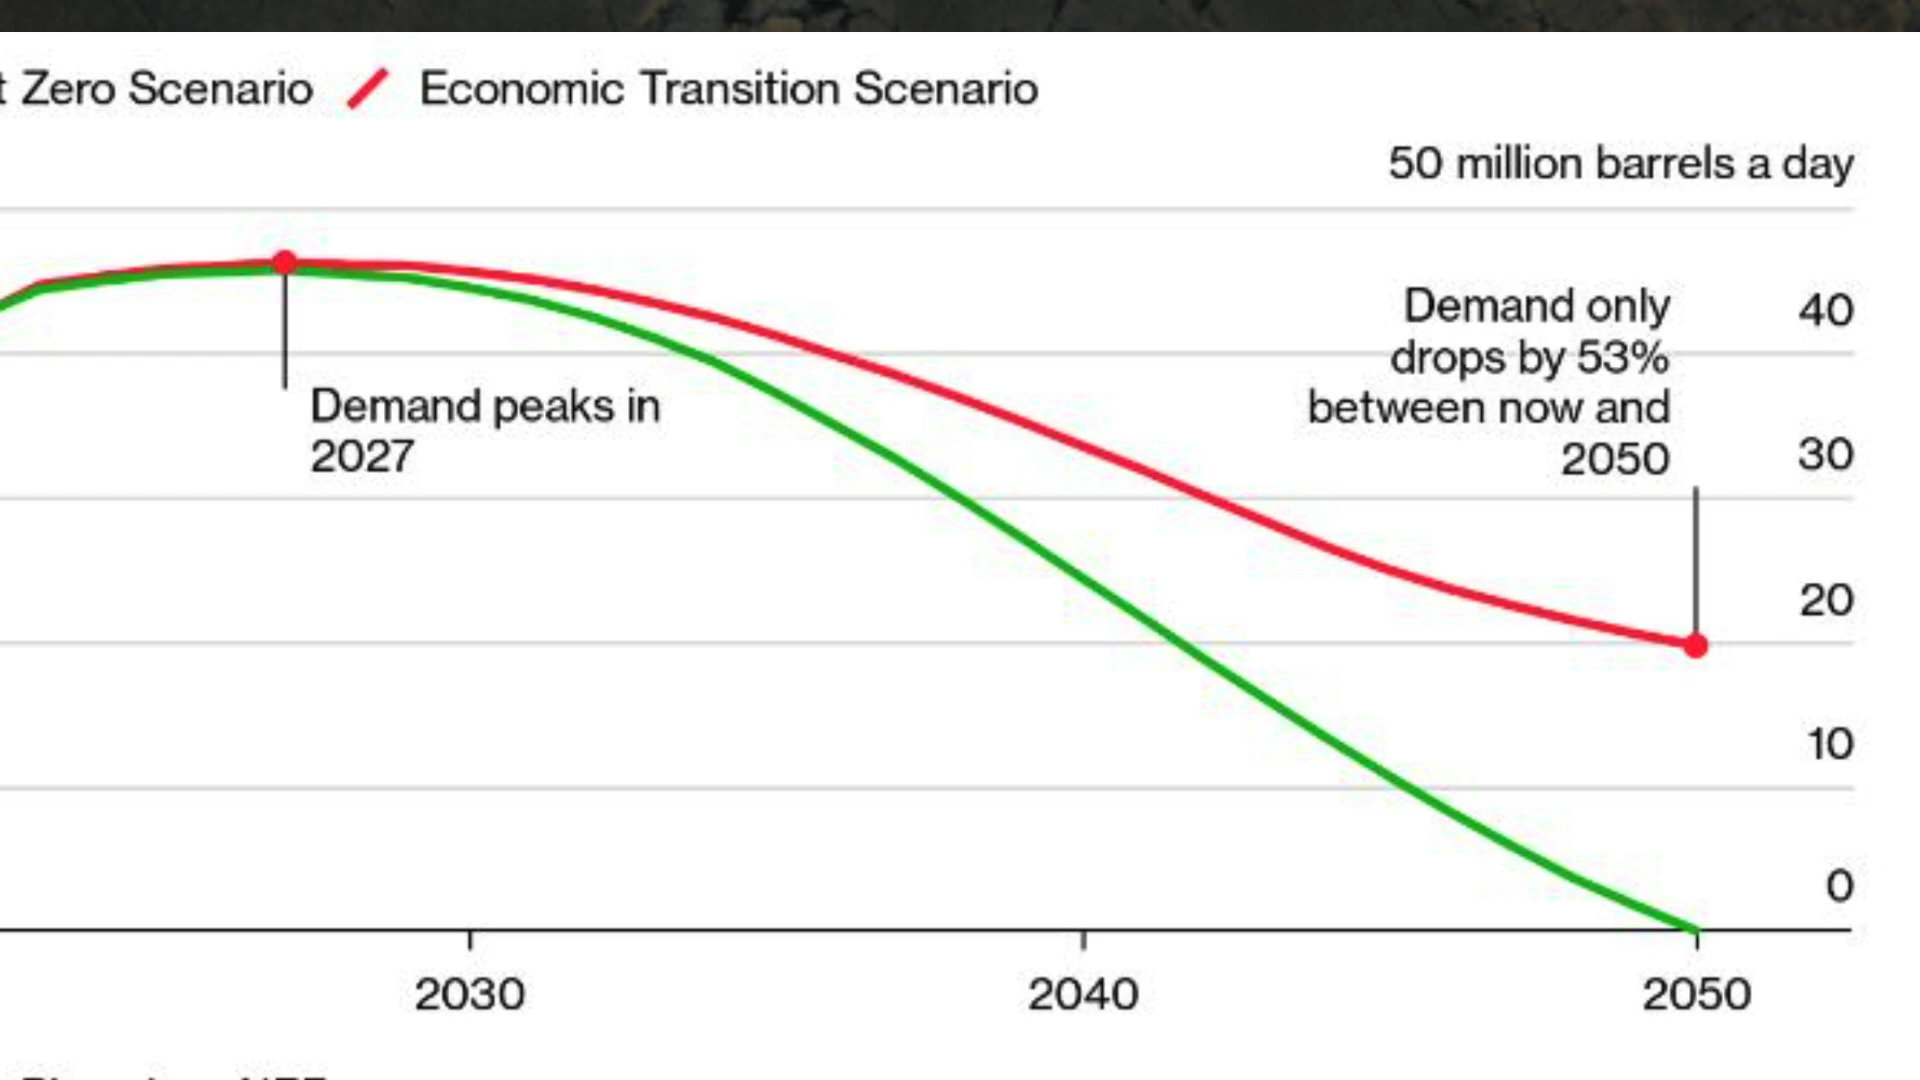 Zero Scenario Economic Transition Scenario
50 million barrels a day
Demand only
drops by 53%
between now and
2050
40
Demand peaks in
2027
30
20
10
0
2030 2040 2050